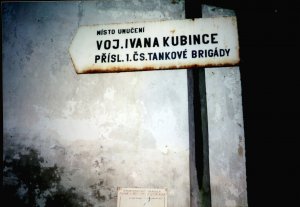 MÍSTO UMUČENÍ
VOJ. IVANA KUBINCE
PŘÍSL. 1. ČS. TANKOVÉ BRIGÁDY